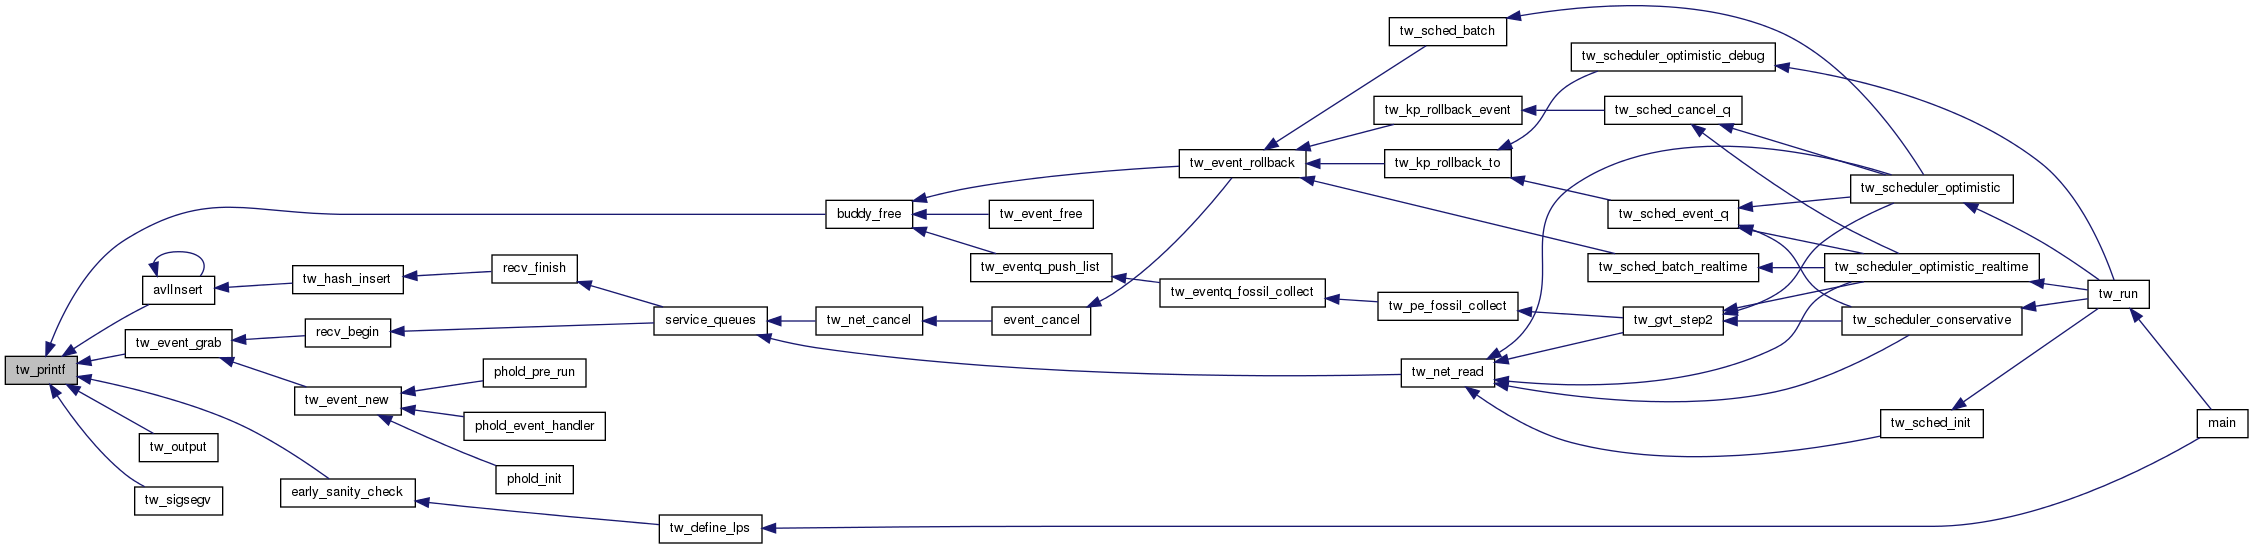 tw_sched_batch
tw_scheduler_optimistic_debug
tw_kp_rollback_event
tw_sched_cancel_q
tw_event_rollback
tw_kp_rollback_to
tw_scheduler_optimistic
buddy_free
tw_event_free
tw_sched_event_q
recv_finish
tw_eventq_push_list
tw_sched_batch_realtime
tw_scheduler_optimistic_realtime
tw_hash_insert
avlInsert
tw_eventq_fossil_collect
tw_run
tw_pe_fossil_collect
service_queues
tw_net_cancel
event_cancel
tw_gvt_step2
tw_scheduler_conservative
recv_begin
tw_event_grab
tw_printf
phold_pre_run
tw_net_read
tw_event_new
phold_event_handler
tw_sched_init
main
tw_output
phold_init
early_sanity_check
tw_sigsegv
tw_define_lps